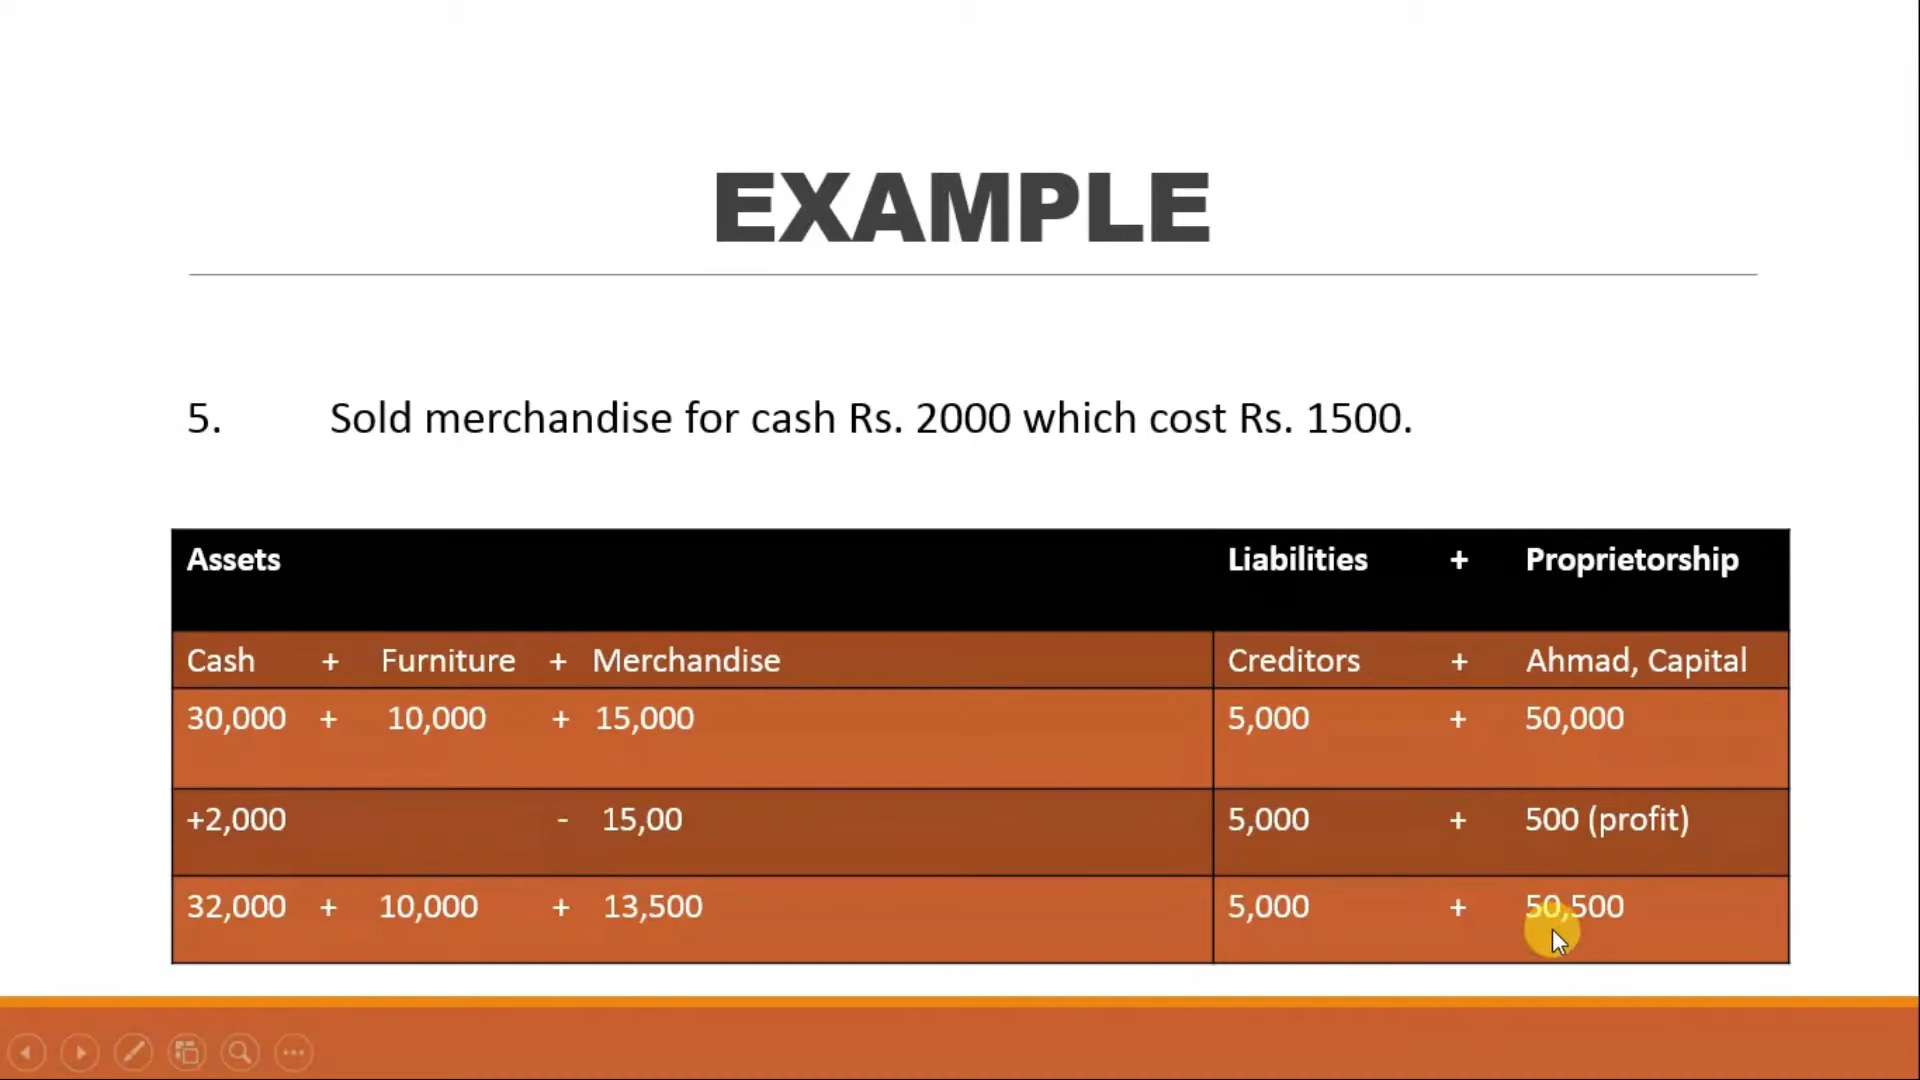 EXAMPLE
5. Sold merchandise for cash Rs. 2000 which cost Rs. 1500.
Assets Liabilities + Proprietorship
Cash + Furniture + Merchandise Creditors + Ahmad, Capital
30,000 + 10,000 + 15,000 5,000 + 50,000
+2,000 - 15,00 5,000 + 500 (profit)
32,000 + 10,000 + 13,500 5,000 + 50,500